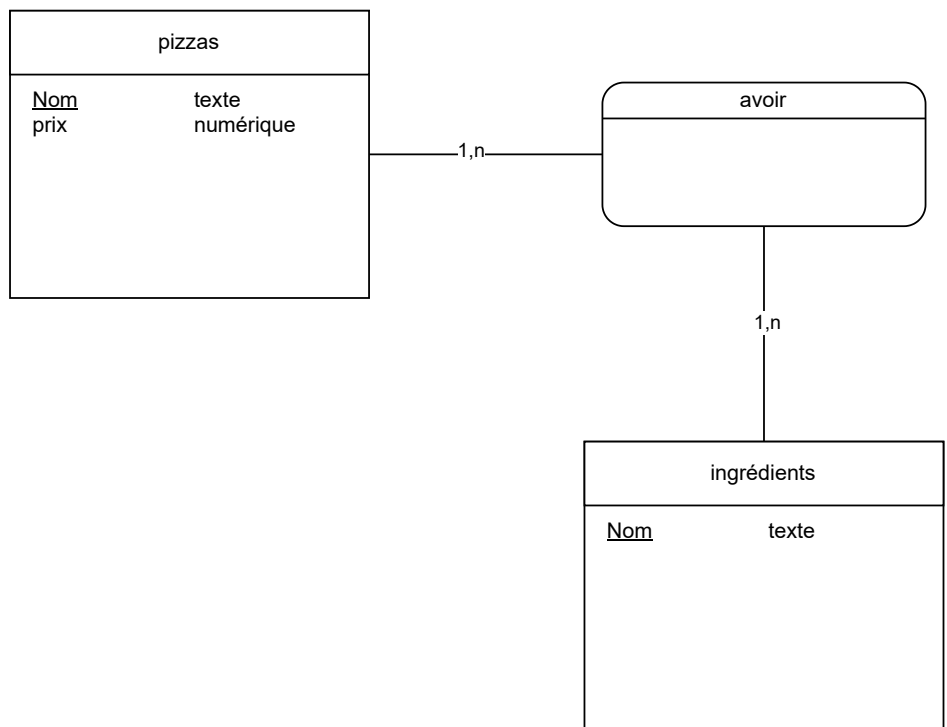 pizzas
Nom texte
prix numérique
1,n
avoir
1,n
ingrédients
Nom texte